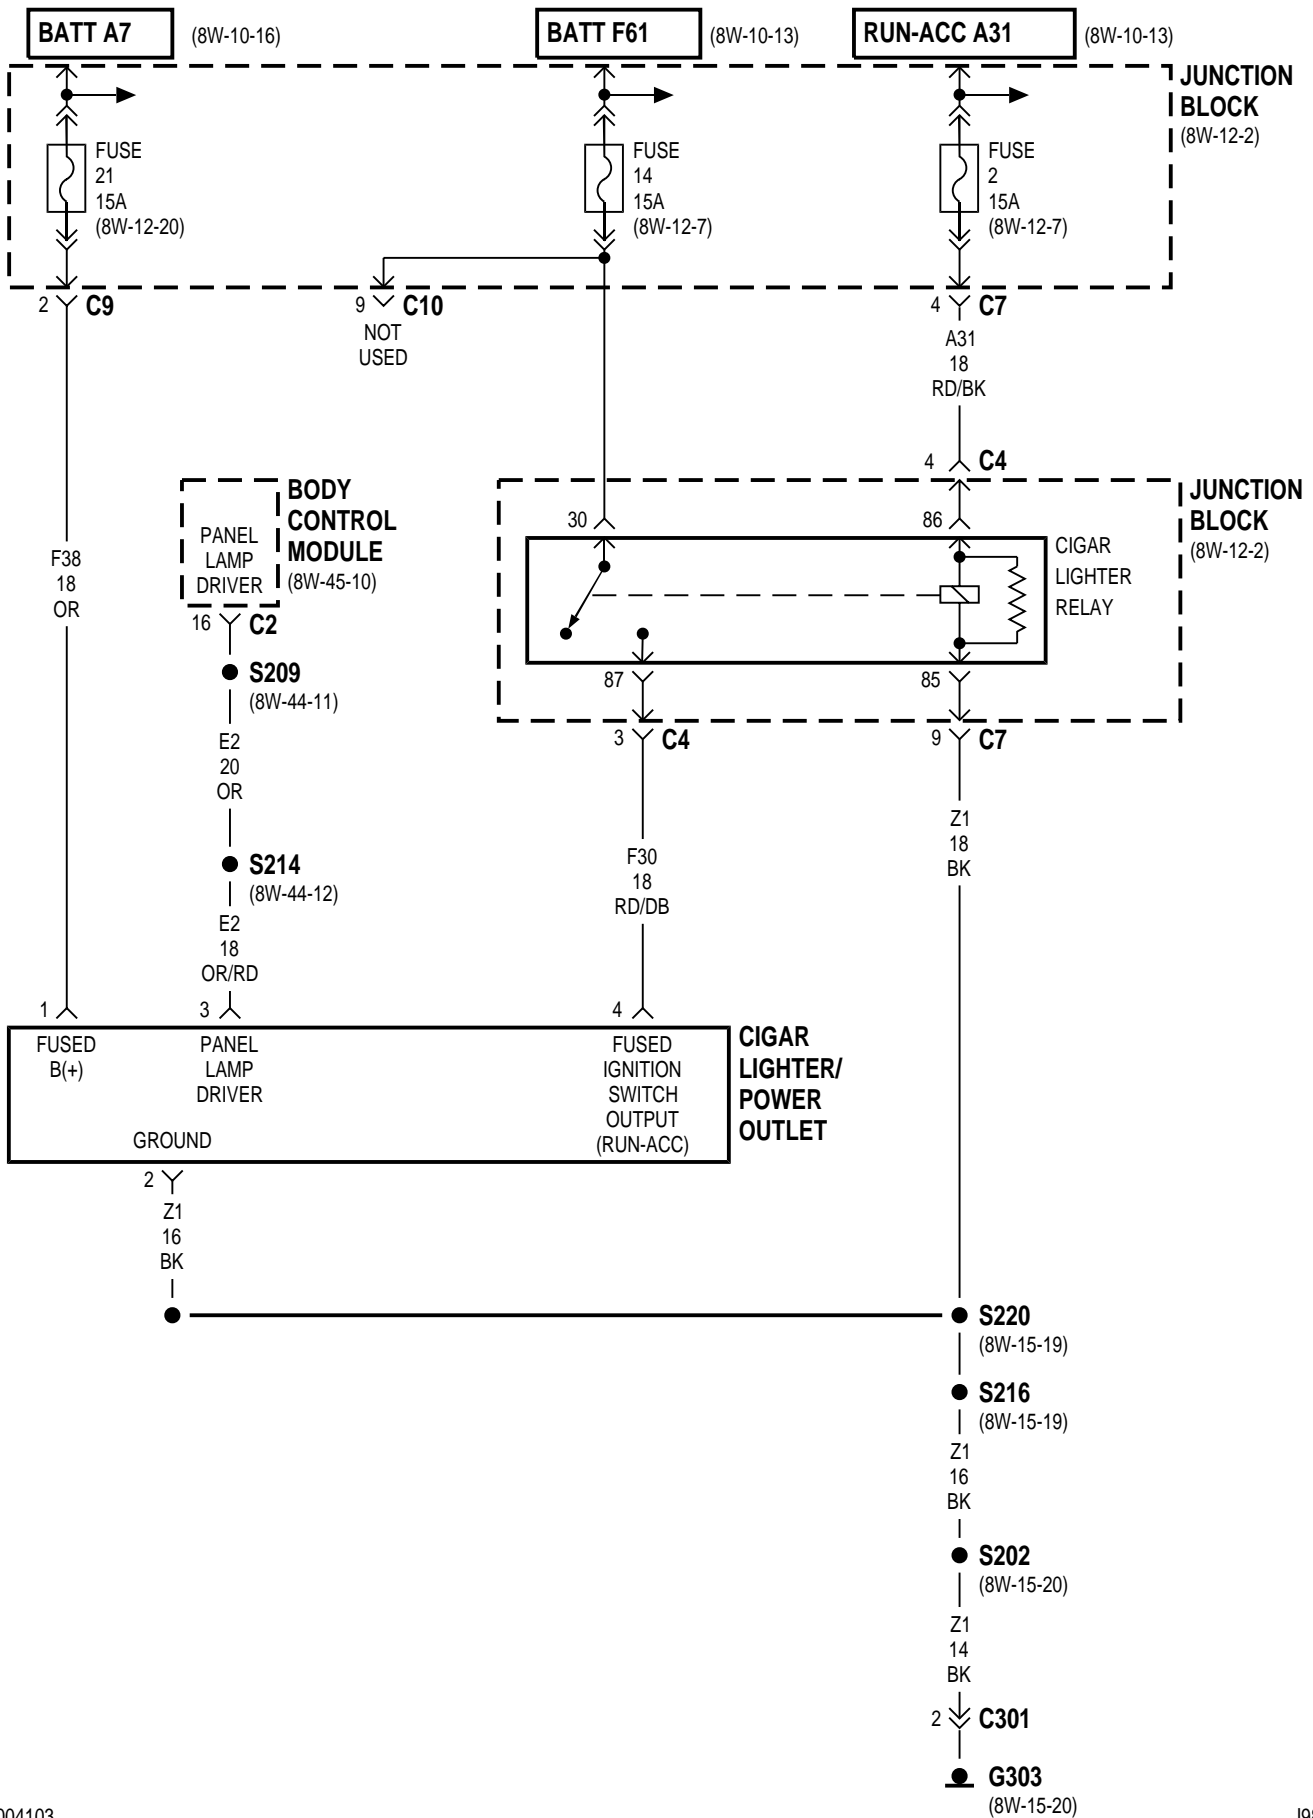 BATT A7 (8W-10-16)
BATT F61 (8W-10-13)
RUN-ACC A31 (8W-10-13)
JUNCTION
BLOCK
(8W-12-2)
FUSE
21
15A
(8W-12-20)
FUSE
14
15A
(8W-12-7)
FUSE
2
15A
(8W-12-7)
2 C9
9 C10
NOT
USED
4 C7
A31
18
RD/BK
4 C4
JUNCTION
BLOCK
(8W-12-2)
BODY
CONTROL
MODULE
(8W-45-10)
PANEL
LAMP
DRIVER
30
86
CIGAR
LIGHTER
RELAY
F38
18
OR
16 C2
S209
(8W-44-11)
87
85
3 C4
9 C7
E2
20
OR
S214
(8W-44-12)
E2
18
OR/RD
F30
18
RD/DB
Z1
18
BK
1
3
4
FUSED
B(+)
PANEL
LAMP
DRIVER
FUSED
IGNITION
SWITCH
OUTPUT
(RUN-ACC)
GROUND
CIGAR
LIGHTER/
POWER
OUTLET
2
Z1
16
BK
S220
(8W-15-19)
S216
(8W-15-19)
Z1
16
BK
S202
(8W-15-20)
Z1
14
BK
2 C301
G303
(8W-15-20)